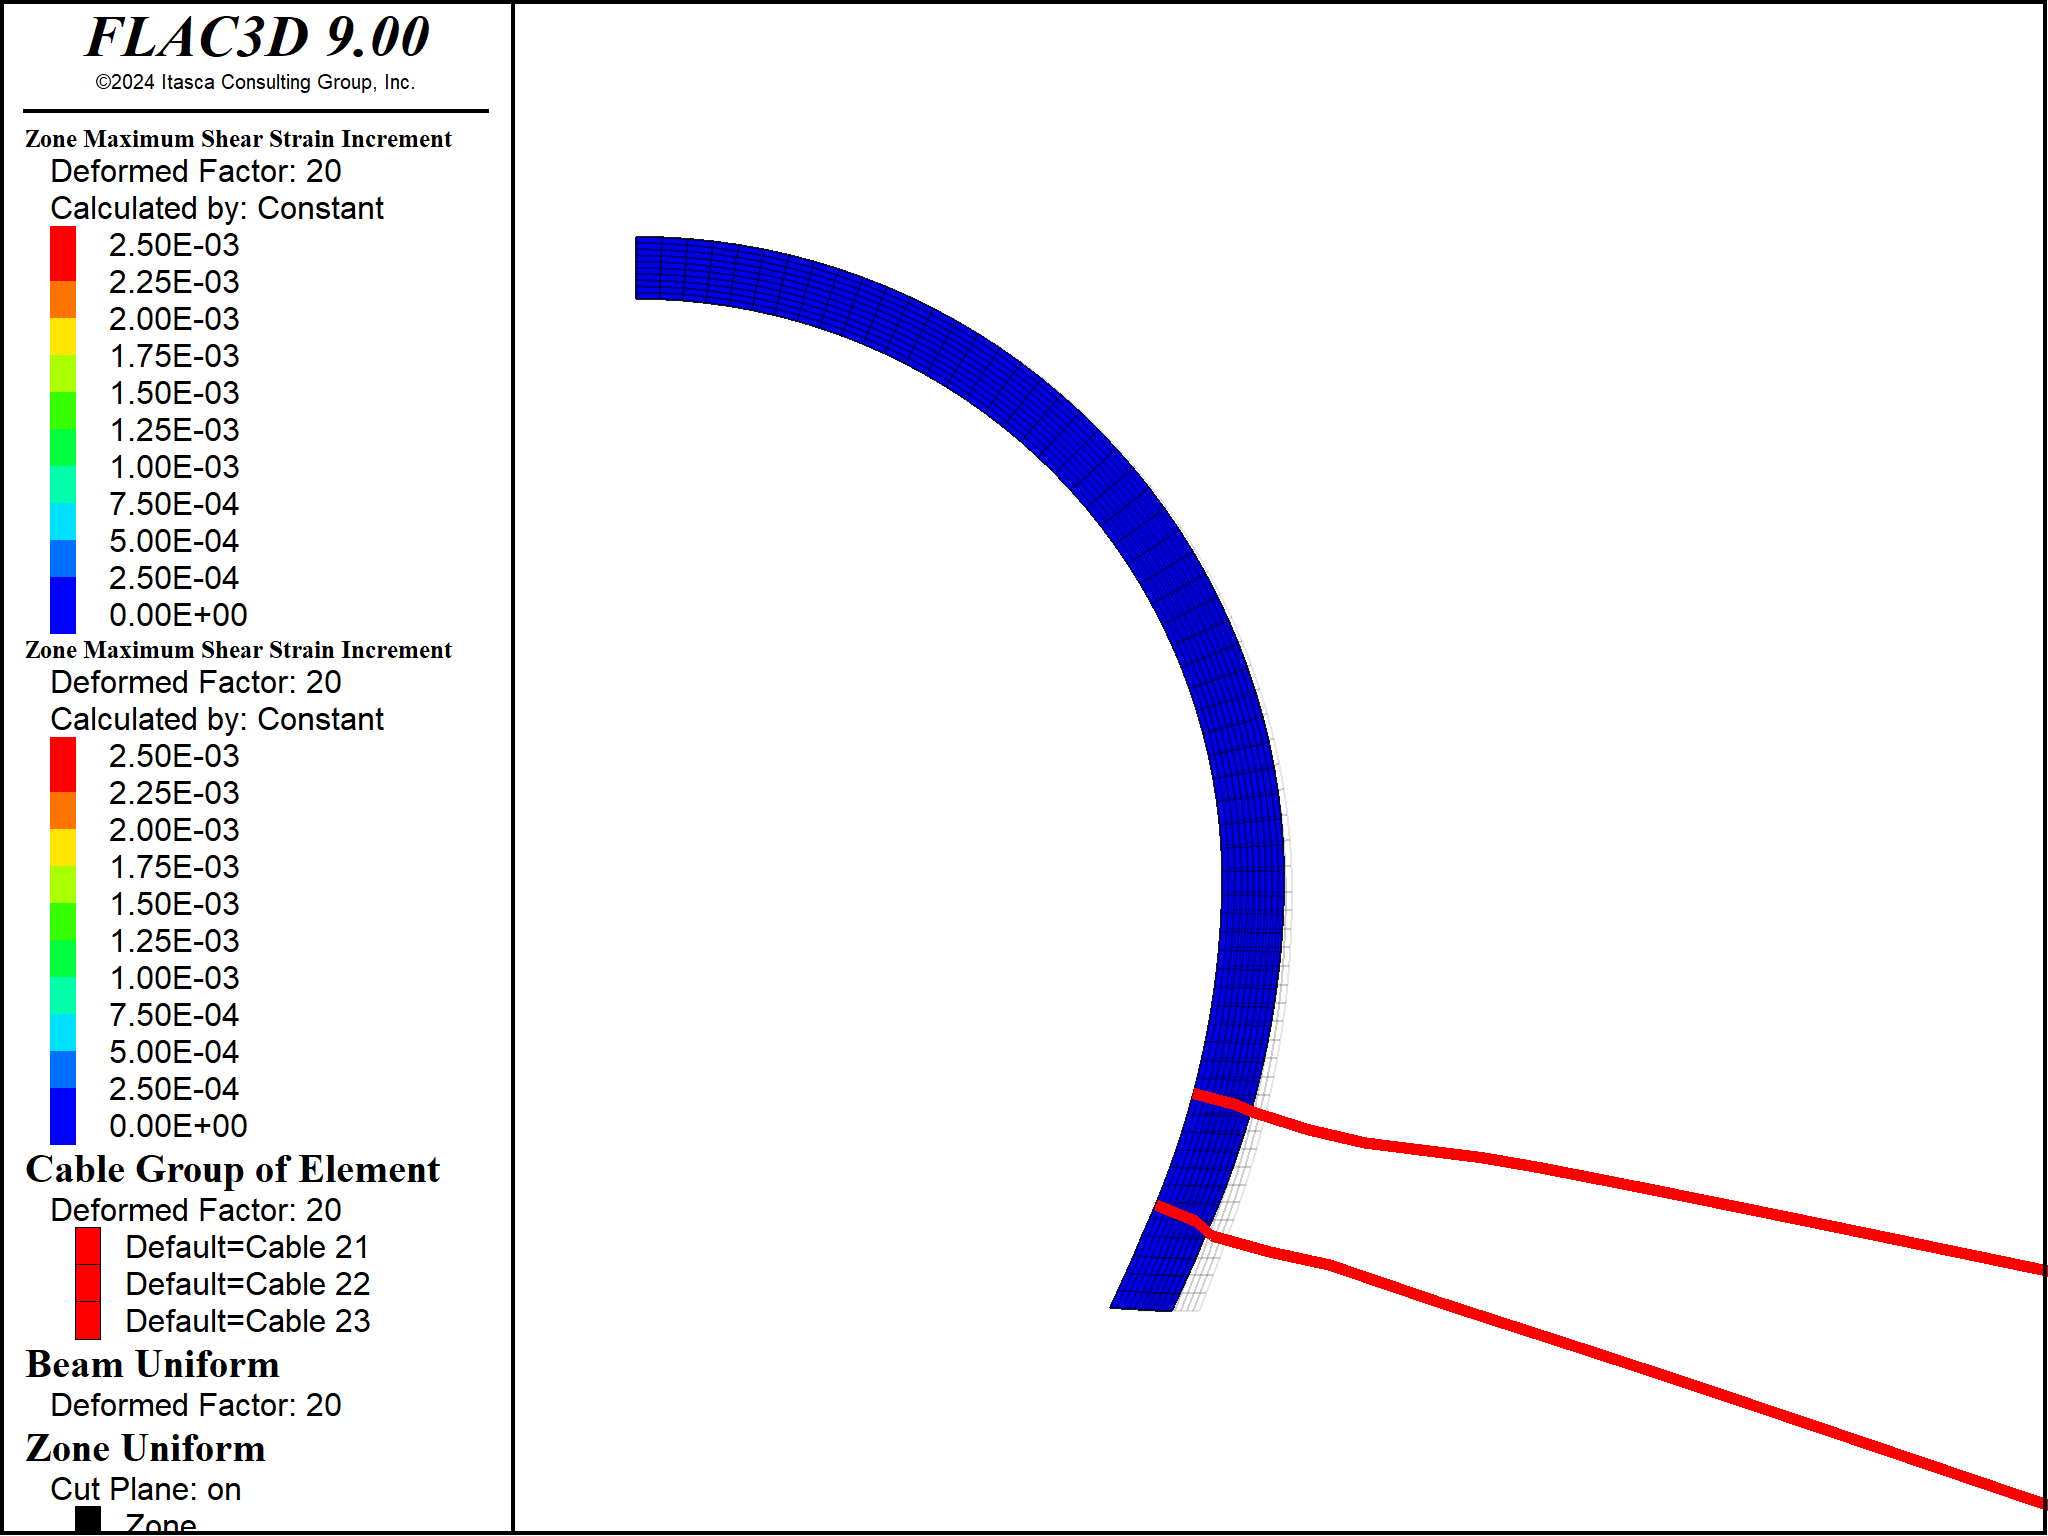 FLAC3D 9.00
©2024 Itasca Consulting Group, Inc.
Zone Maximum Shear Strain Increment
Deformed Factor: 20
Calculated by: Constant
2.50E-03
2.25E-03
2.00E-03
1.75E-03
1.50E-03
1.25E-03
1.00E-03
7.50E-04
5.00E-04
2.50E-04
0.00E+00
Zone Maximum Shear Strain Increment
Deformed Factor: 20
Calculated by: Constant
2.50E-03
2.25E-03
2.00E-03
1.75E-03
1.50E-03
1.25E-03
1.00E-03
7.50E-04
5.00E-04
2.50E-04
0.00E+00
Cable Group of Element
Deformed Factor: 20
Default=Cable 21
Default=Cable 22
Default=Cable 23
Beam Uniform
Deformed Factor: 20
Zone Uniform
Cut Plane: on
Zone